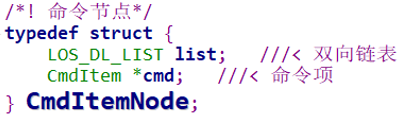 /*! 命令节点*/
typedef struct {
    LOS_DL_LIST list;   ///< 双向链表
    CmdItem *cmd;   ///< 命令项
} CmdItemNode;